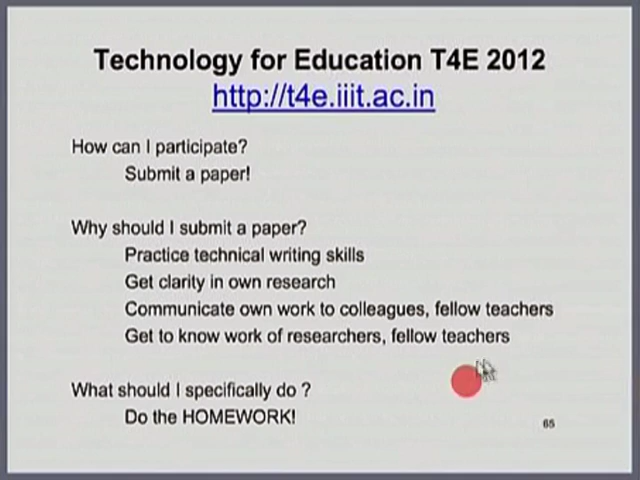 Technology for Education T4E 2012
http://t4e.iiit.ac.in
How can I participate?
Submit a paper!
Why should I submit a paper?
Practice technical writing skills
Get clarity in own research
Communicate own work to colleagues, fellow teachers
Get to know work of researchers, fellow teachers
What should I specifically do ?
Do the HOMEWORK!
65